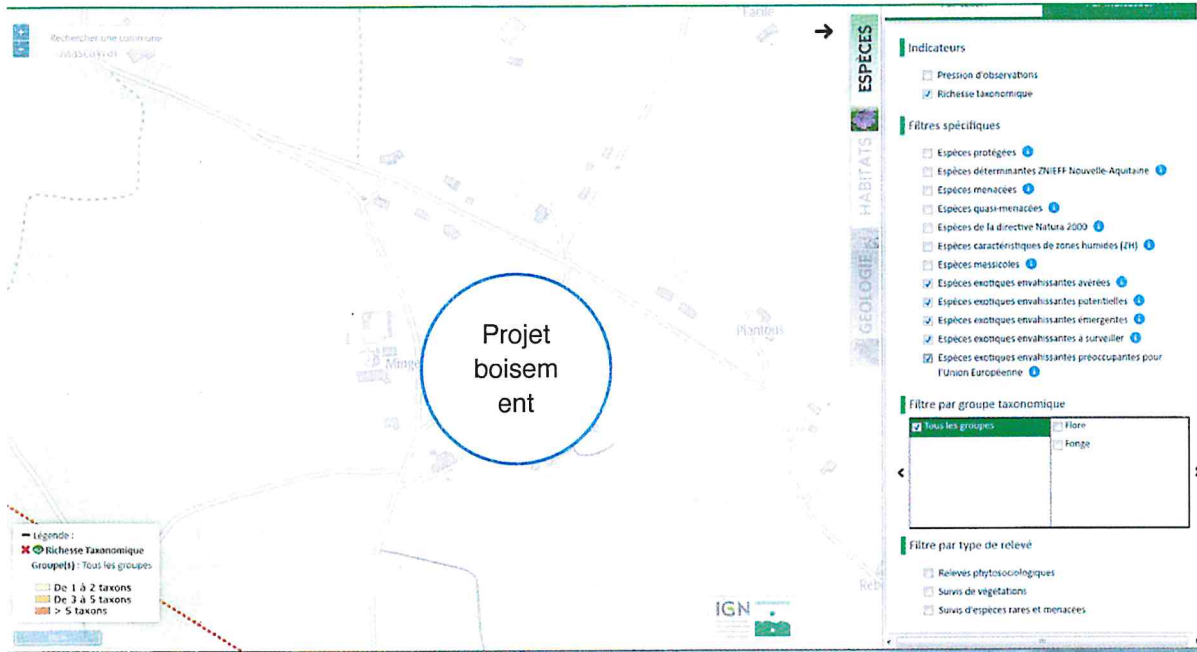 Rechercher une commune
Facile
Minge
Plantous
Projet
boisem
ent
Légende :
Richesse Taxonomique
Groupe(s) : Tous les groupes
De 1 à 2 taxons
De 3 à 5 taxons
> 5 taxons
IGN
ESPÈCES
HABITATS
GÉOLOGIE
Indicateurs
Pression d'observations
Richesse taxonomique
Filtres spécifiques
Espèces protégées
Espèces déterminantes ZNIEFF Nouvelle-Aquitaine
Espèces menacées
Espèces quasi-menacées
Espèces de la directive Natura 2000
Espèces caractéristiques de zones humides (ZH)
Espèces messicoles
Espèces exotiques envahissantes avérées
Espèces exotiques envahissantes potentielles
Espèces exotiques envahissantes émergentes
Espèces exotiques envahissantes à surveiller
Espèces exotiques envahissantes préoccupantes pour
l'Union Européenne
Filtre par groupe taxonomique
Tous les groupes
Flore
Fonge
Filtre par type de relevé
Relevés phytosociologiques
Suivis de végétations
Suivis d'espèces rares et menacées